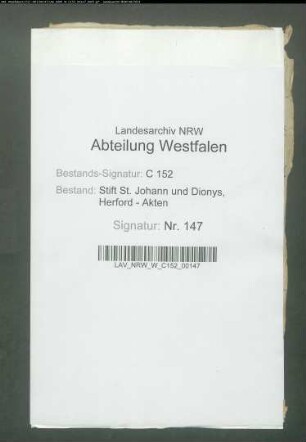 Landesarchiv NRW
Abteilung Westfalen
Bestands-Signatur: C 152
Bestand: Stift St. Johann und Dionys,
Herford - Akten
Signatur: Nr. 147
LAV_NRW_W_C152_00147